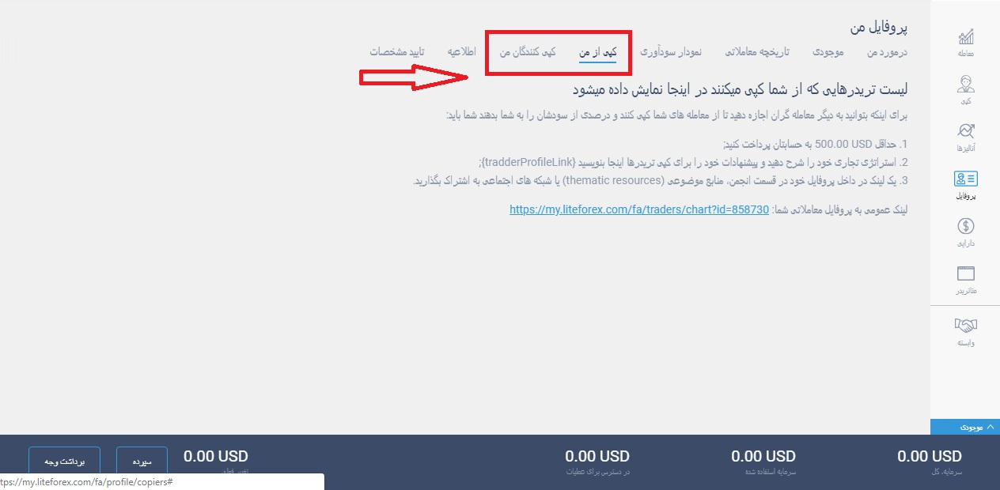 پروفایل من
درمورد من موجودی تاریخچه معاملاتی نمودار سودآوری کپی از من کپی کنندگان من اطلاعیه تایید مشخصات
لیست تریدرهایی که از شما کپی میکنند در اینجا نمایش داده میشود
برای اینکه بتوانید به دیگر معامله گران اجازه دهید تا از معامله های شما کپی کنند و درصدی از سودشان را به شما بدهند شما باید:
1. حداقل 500.00 USD به حسابتان پرداخت کنید;
2. استراتژی تجاری خود را شرح دهید و پیشنهادات خود را برای کپی تریدرها اینجا بنویسید {tradderProfileLink};
3. یک لینک در داخل پروفایل خود در قسمت انجمن، منابع موضوعی (thematic resources) یا شبکه های اجتماعی به اشتراک بگذارید.
لینک عمومی به پروفایل معاملاتی شما: https://my.liteforex.com/fa/traders/chart?id=858730
معامله
کپی
آنالیزها
پروفایل
دارایی
متاتریدر
وابسته
موجودی
0.00 USD
سرمایه، کل
0.00 USD
سرمایه استفاده شده
0.00 USD
در دسترس برای عملیات
0.00 USD
سپرده
برداشت وجه
tps://my.liteforex.com/fa/profile/copiers#